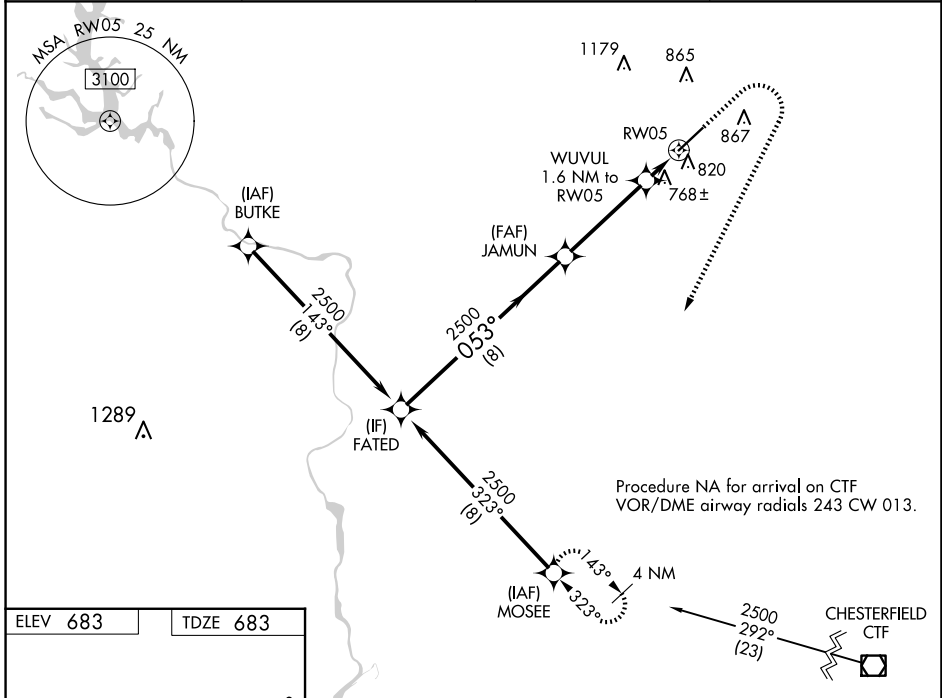 MSA RW05 25 NM
3100
1179
865
867
RW05
820
WUVUL
1.6 NM to
RW05
768±
(IAF)
BUTKE
(FAF)
JAMUN
2500
143°
(8)
2500
053°
(8)
1289
(IF)
FATED
2500
323°
(8)
Procedure NA for arrival on CTF
VOR/DME airway radials 243 CW 013.
143°
4 NM
323°
(IAF)
MOSEE
2500
292°
(23)
CHESTERFIELD
CTF
ELEV 683
TDZE 683